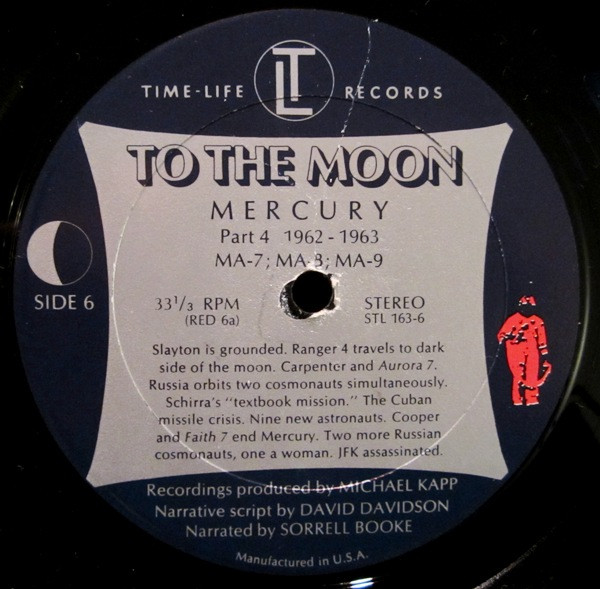 TIME-LIFE TL RECORDS
TO THE MOON
MERCURY
Part 4 1962-1963
MA-7; MA-8; MA-9
SIDE 6
33 1/3 RPM
(RED 6a)
STEREO
STL 163-6
Slayton is grounded. Ranger 4 travels to dark
side of the moon. Carpenter and Aurora 7.
Russia orbits two cosmonauts simultaneously.
Schirra's "textbook mission." The Cuban
missile crisis. Nine new astronauts. Cooper
and Faith 7 end Mercury. Two more Russian
cosmonauts, one a woman. JFK assassinated.
Recordings produced by MICHAEL KAPP
Narrative script by DAVID DAVIDSON
Narrated by SORRELL BOOKE
Manufactured in U.S.A.